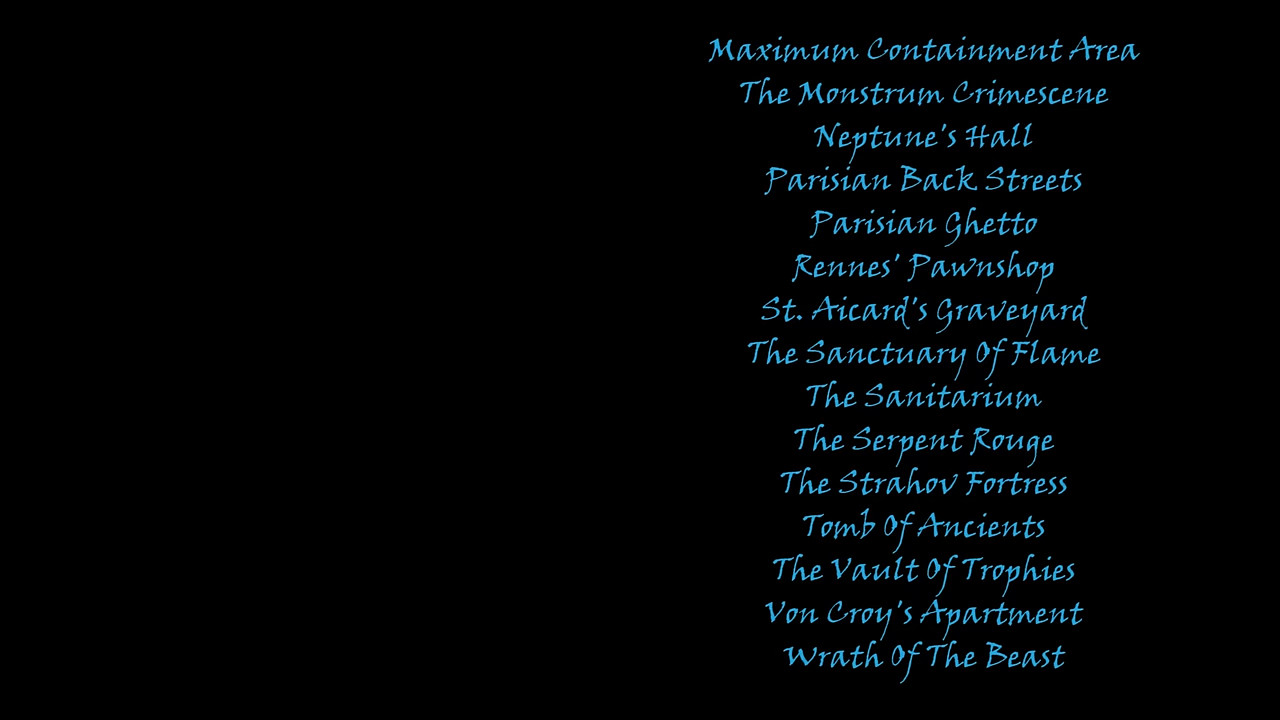 Maximum Containment Area
The Monstrum Crimescene
Neptune's Hall
Parisian Back Streets
Parisian Ghetto
Rennes' Pawnshop
St. Aicard's Graveyard
The Sanctuary Of Flame
The Sanitarium
The Serpent Rouge
The Strahov Fortress
Tomb Of Ancients
The Vault Of Trophies
Von Croy's Apartment
Wrath Of The Beast